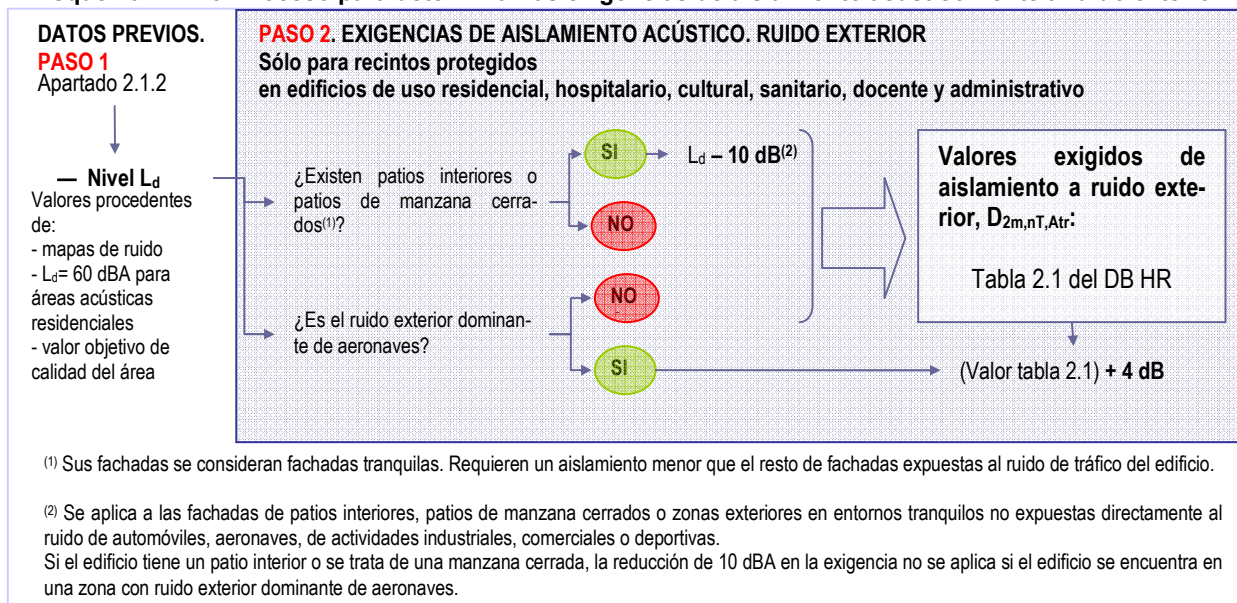 DATOS PREVIOS.
PASO 1
Apartado 2.1.2
— Nivel Ld
Valores procedentes
de:
- mapas de ruido
- Ld= 60 dBA para
áreas acústicas
residenciales
- valor objetivo de
calidad del área
PASO 2. EXIGENCIAS DE AISLAMIENTO ACÚSTICO. RUIDO EXTERIOR
Sólo para recintos protegidos
en edificios de uso residencial, hospitalario, cultural, sanitario, docente y administrativo
¿Existen patios interiores o
patios de manzana cerra-
dos(1)?
SI
Ld – 10 dB(2)
NO
¿Es el ruido exterior dominan-
te de aeronaves?
NO
SI
Valores exigidos de
aislamiento a ruido exte-
rior, D2m,nT,Atr:
Tabla 2.1 del DB HR
(Valor tabla 2.1) + 4 dB
(1) Sus fachadas se consideran fachadas tranquilas. Requieren un aislamiento menor que el resto de fachadas expuestas al ruido de tráfico del edificio.
(2) Se aplica a las fachadas de patios interiores, patios de manzana cerrados o zonas exteriores en entornos tranquilos no expuestas directamente al
ruido de automóviles, aeronaves, de actividades industriales, comerciales o deportivas.
Si el edificio tiene un patio interior o se trata de una manzana cerrada, la reducción de 10 dBA en la exigencia no se aplica si el edificio se encuentra en
una zona con ruido exterior dominante de aeronaves.